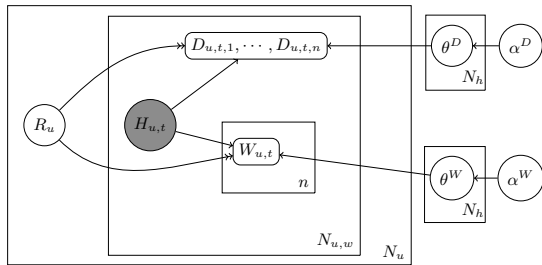 D_{u,t,1}, ⋯, D_{u,t,n}
θ^D
α^D
N_h
R_u
H_{u,t}
W_{u,t}
n
θ^W
α^W
N_h
N_{u,w}
N_u